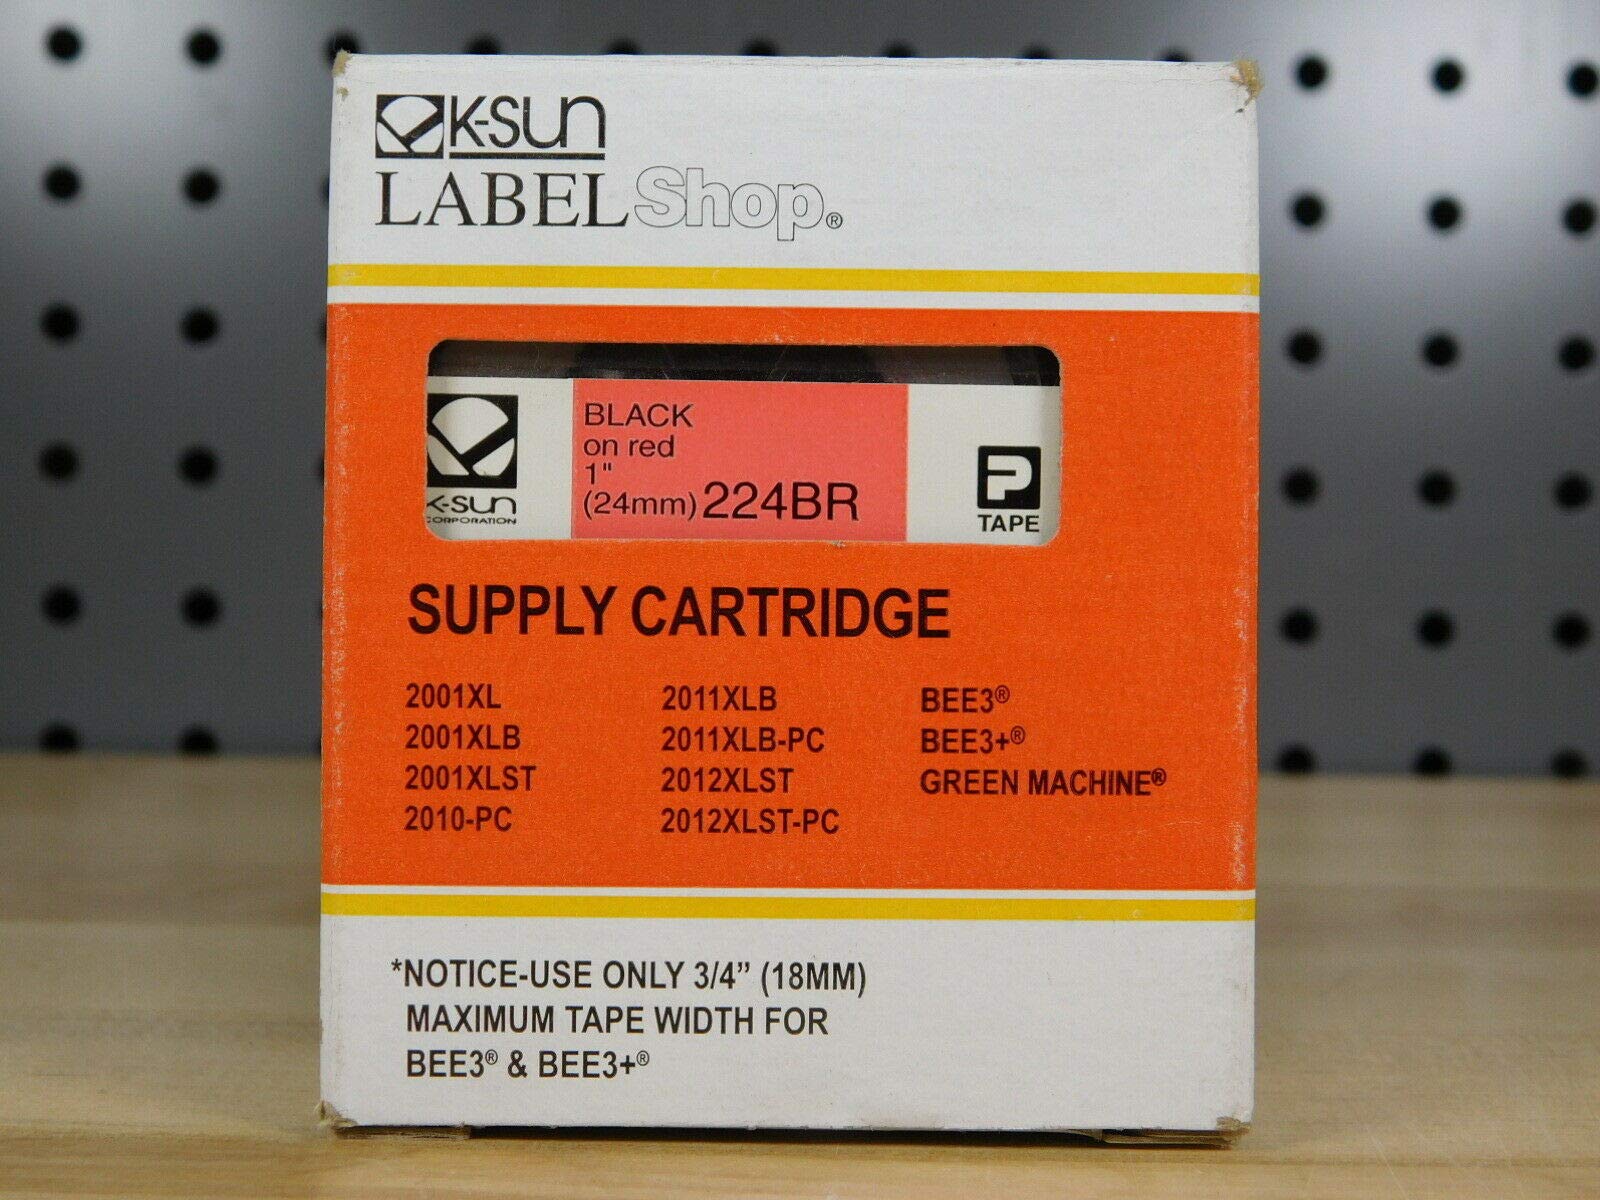 K-SUN
LABEL Shop®
K-SUN
CORPORATION
BLACK
on red
1"
(24mm) 224BR
P
TAPE
SUPPLY CARTRIDGE
2001XL
2001XLB
2001XLST
2010-PC
2011XLB
2011XLB-PC
2012XLST
2012XLST-PC
BEE3®
BEE3+®
GREEN MACHINE®
*NOTICE-USE ONLY 3/4” (18MM)
MAXIMUM TAPE WIDTH FOR
BEE3® & BEE3+®